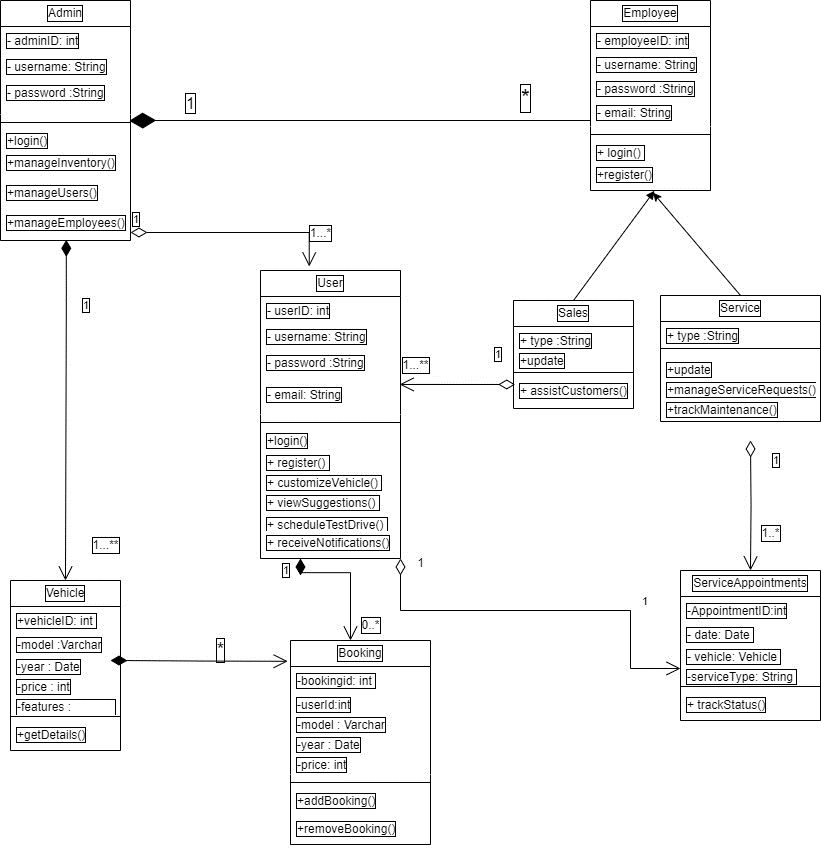 Admin
- adminID: int
- username: String
- password :String
+login()
+manageInventory()
+manageUsers()
+manageEmployees()
1
*
Employee
- employeeID: int
- username: String
- password :String
- email: String
+ login()
+register()
1
1...*
1
User
- userID: int
- username: String
- password :String
- email: String
+login()
+ register()
+ customizeVehicle()
+ viewSuggestions()
+ scheduleTestDrive()
+ receiveNotifications()
1...**
1
Sales
+ type :String
+update
+ assistCustomers()
Service
+ type :String
+update
+manageServiceRequests()
+trackMaintenance()
1
1..*
1...**
1
1
1
0..*
Vehicle
+vehicleID: int
-model :Varchar
-year : Date
-price : int
-features :
+getDetails()
*
Booking
-bookingid: int
-userId:int
-model : Varchar
-year : Date
-price: int
+addBooking()
+removeBooking()
ServiceAppointments
-AppointmentID:int
- date: Date
- vehicle: Vehicle
-serviceType: String
+ trackStatus()